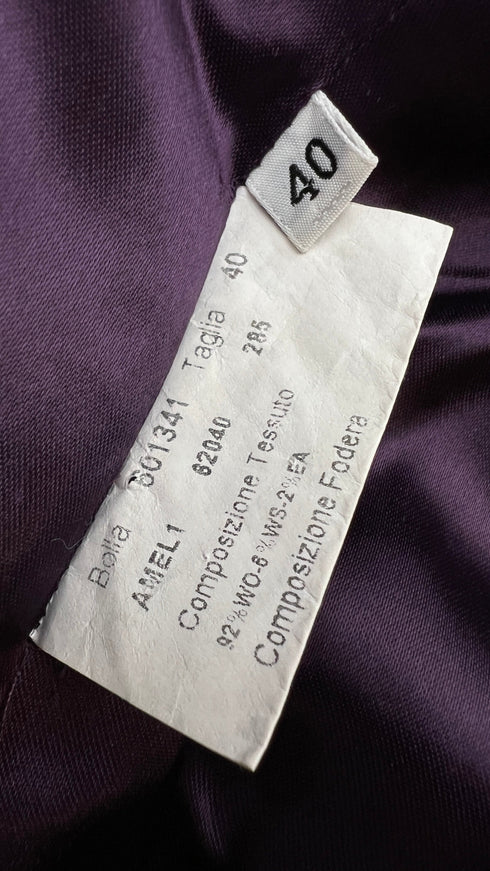 40
Bolla 601341 Taglia 40
AMEL1 62040 285
Composizione Tessuto
92%WO-6%WS-2%EA
Composizione Fodera